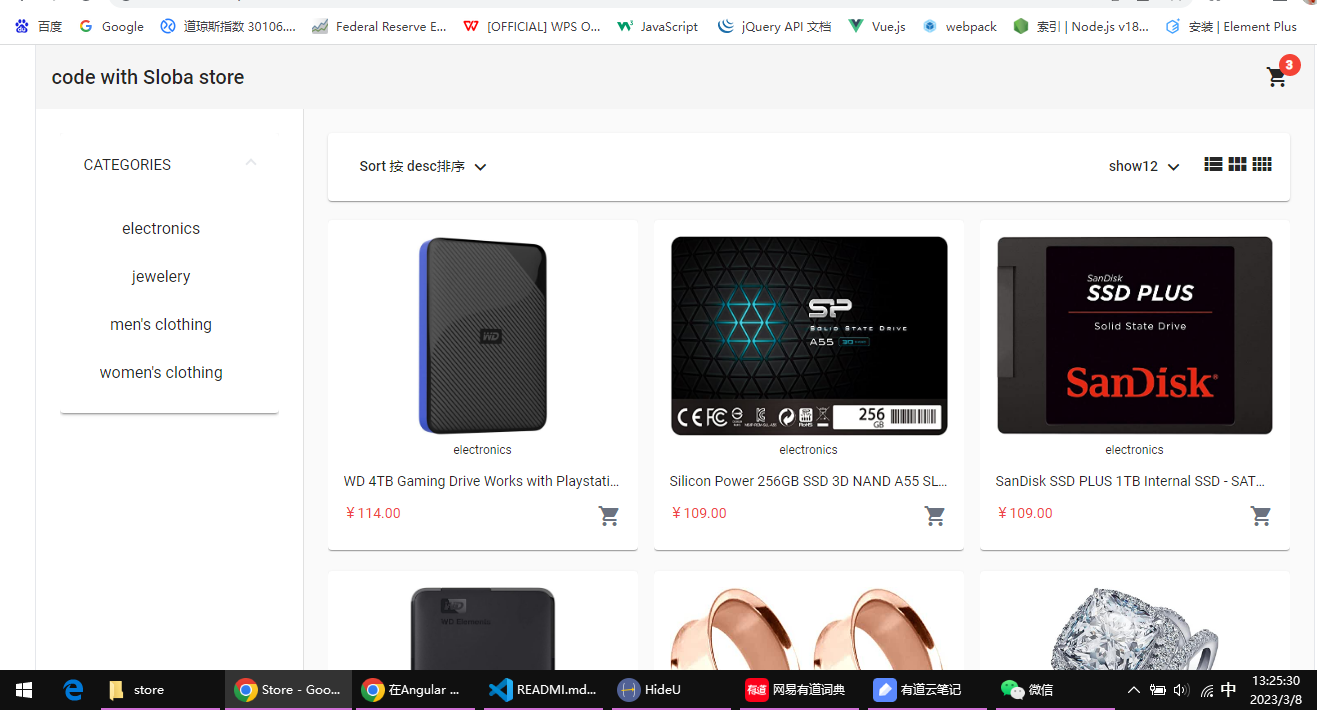 百度 Google 道琼斯指数 30106.... Federal Reserve E... [OFFICIAL] WPS O... JavaScript jQuery API 文档 Vue.js webpack 索引 | Node.js v18... 安装 | Element Plus
code with Sloba store 3
CATEGORIES
electronics
jewelery
men's clothing
women's clothing
Sort 按 desc排序 show12
WD
SP
SOLID STATE DRIVE
A55 3D NAND
256
GB
SanDisk
SSD PLUS
Solid State Drive
SanDisk
electronics electronics electronics
WD 4TB Gaming Drive Works with Playstati... Silicon Power 256GB SSD 3D NAND A55 SL... SanDisk SSD PLUS 1TB Internal SSD - SAT...
¥114.00 ¥109.00 ¥109.00
WD
WD Elements
store Store - Goo... 在Angular ... READMI.md... HideU 有道 网易有道词典 有道云笔记 微信 中 13:25:30
2023/3/8